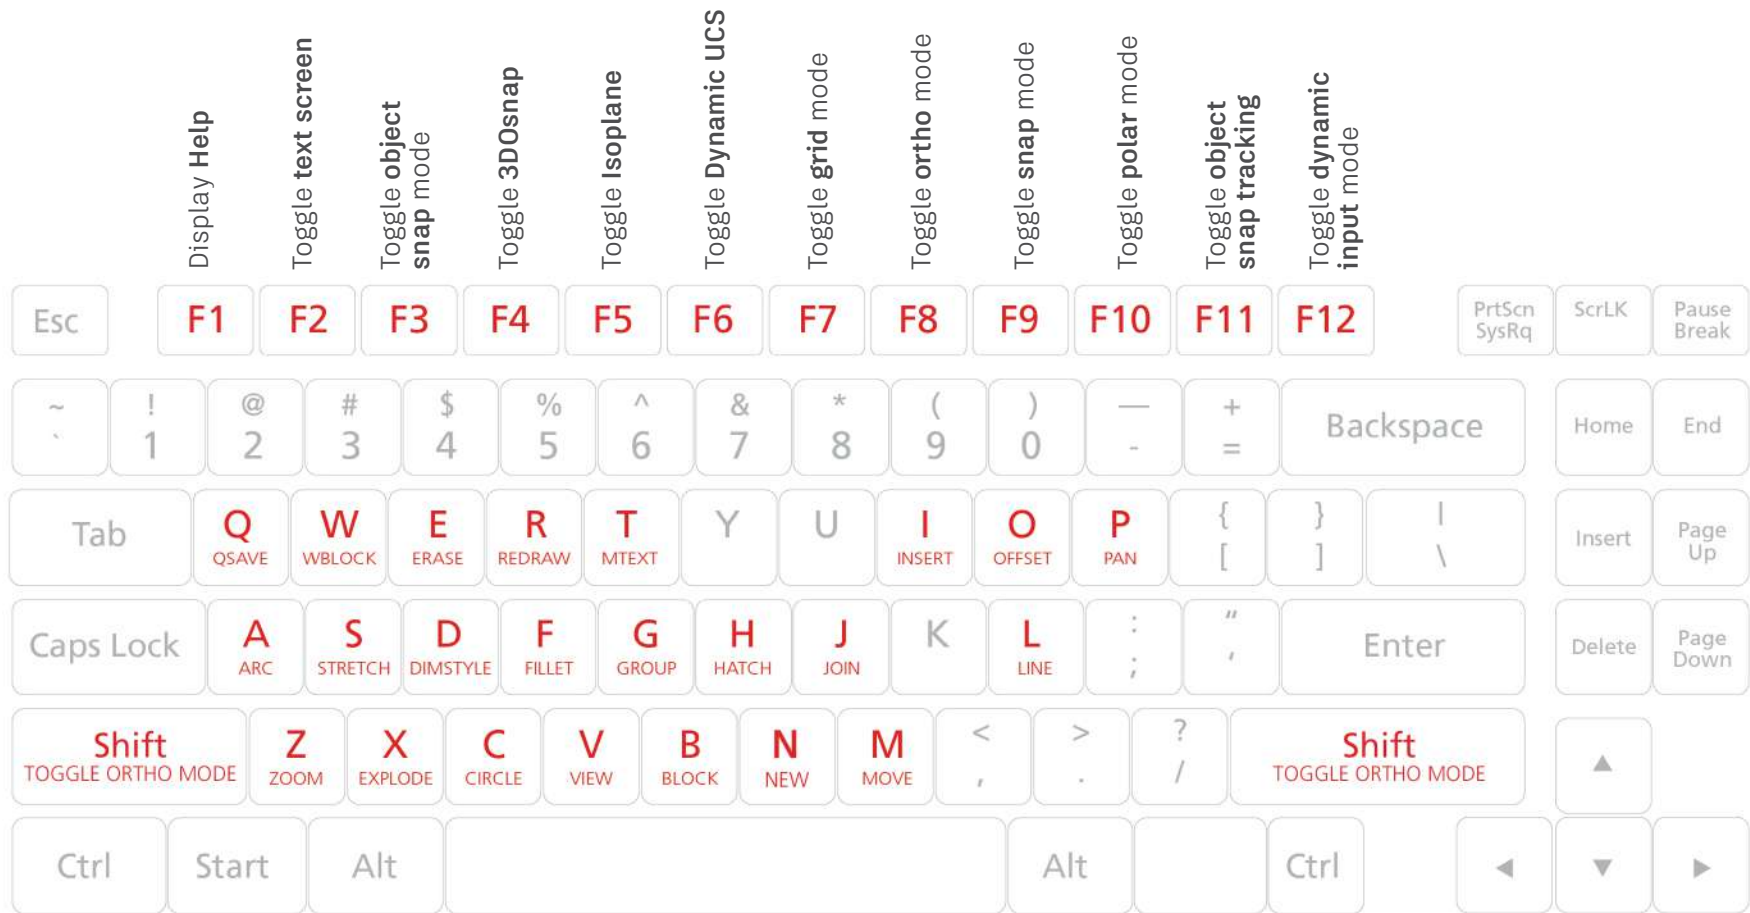 Display Help
Toggle text screen
Toggle object
snap mode
Toggle 3DOsnap
Toggle Isoplane
Toggle Dynamic UCS
Toggle grid mode
Toggle ortho mode
Toggle snap mode
Toggle polar mode
Toggle object
snap tracking
Toggle dynamic
input mode
Esc F1 F2 F3 F4 F5 F6 F7 F8 F9 F10 F11 F12 PrtScn ScrLK Pause
SysRq Break
~ ! @ # $ % ^ & * ( ) — +
` 1 2 3 4 5 6 7 8 9 0 - = Backspace Home End
Tab Q W E R T Y U I O P { } | Insert Page
QSAVE WBLOCK ERASE REDRAW MTEXT INSERT OFFSET PAN [ ] \ Up
Caps Lock A S D F G H J K L : “ Enter Delete Page
ARC STRETCH DIMSTYLE FILLET GROUP HATCH JOIN LINE ; ‘ Down
Shift Z X C V B N M < > ? Shift ▲
TOGGLE ORTHO MODE ZOOM EXPLODE CIRCLE VIEW BLOCK NEW MOVE , . / TOGGLE ORTHO MODE
Ctrl Start Alt Alt Ctrl ◄ ▼ ►